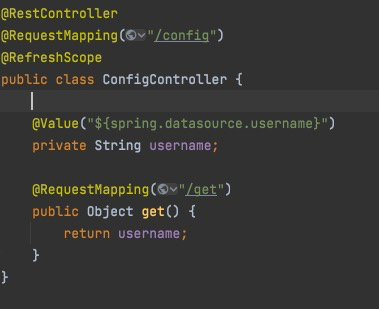 @RestController
@RequestMapping("/config")
@RefreshScope
public class ConfigController {
@Value("${spring.datasource.username}")
private String username;
@RequestMapping("/get")
public Object get() {
return username;
}
}